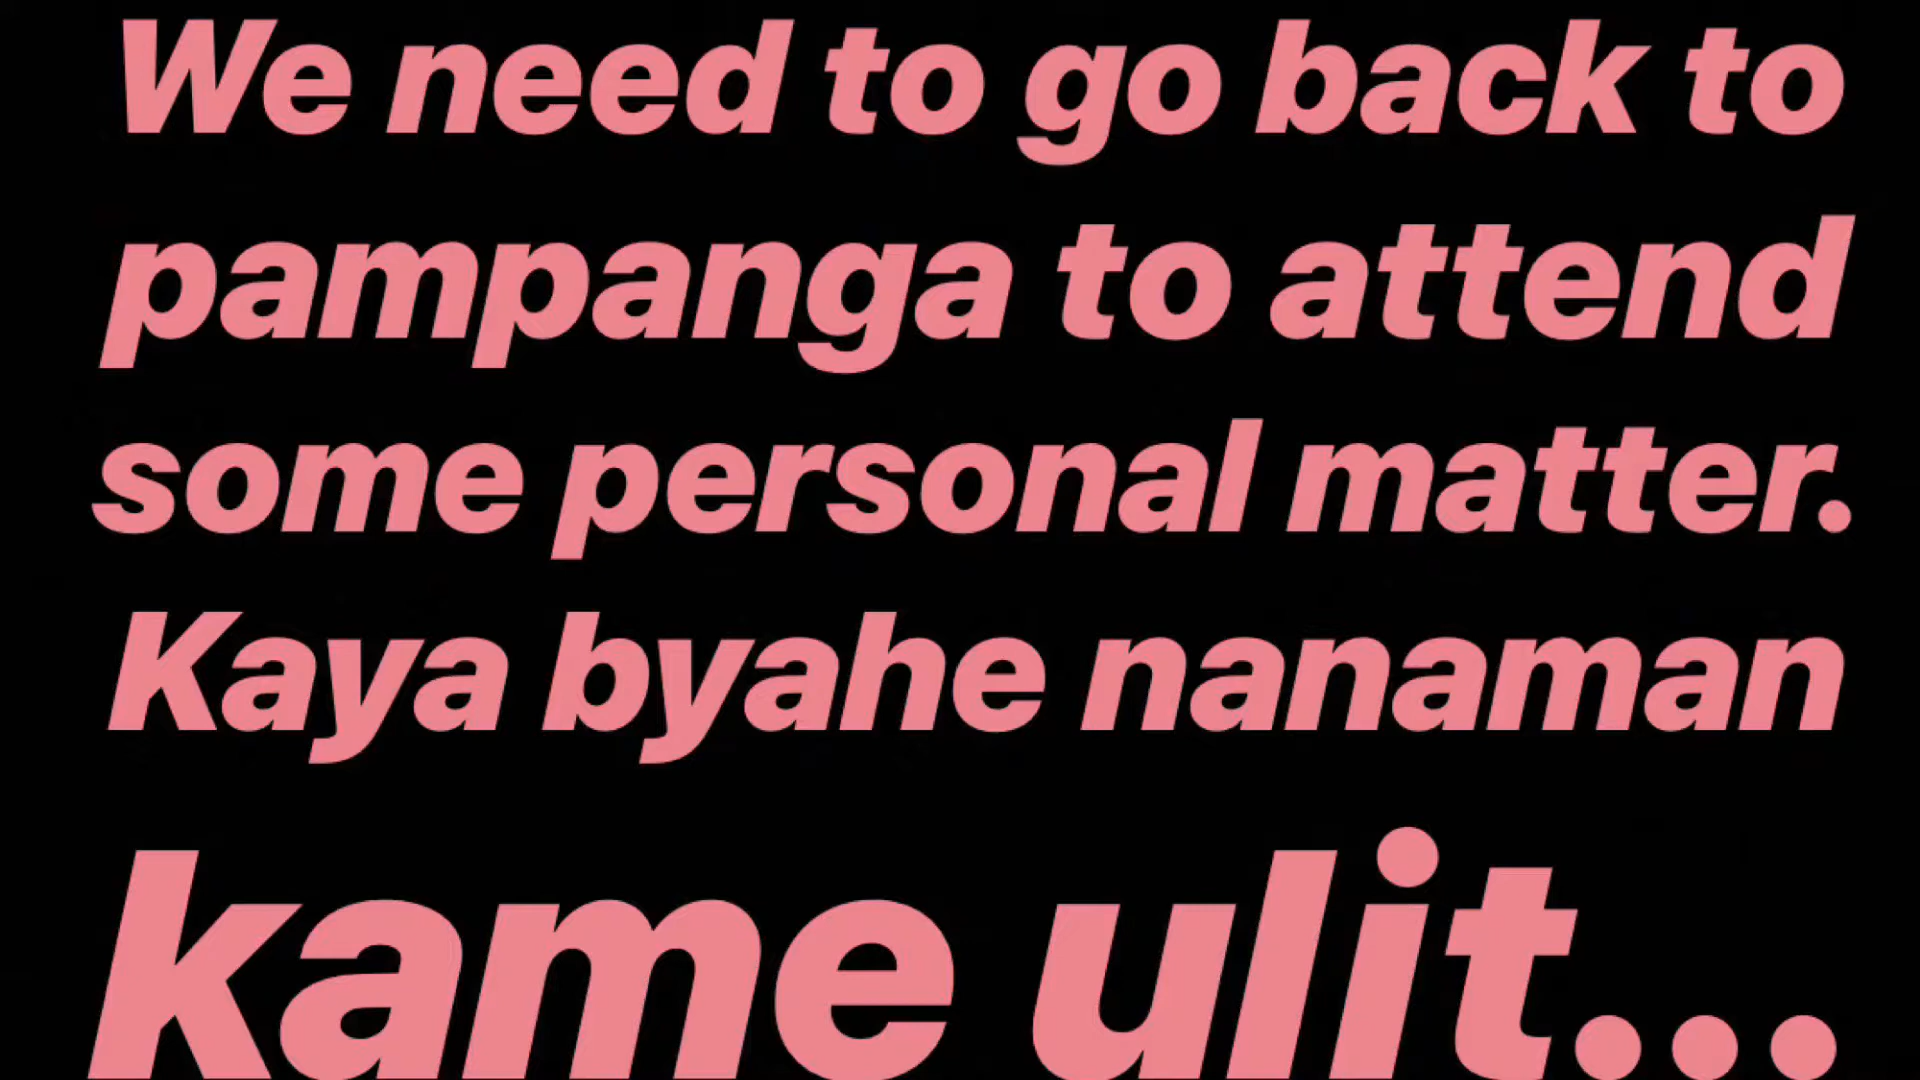 We need to go back to
pampanga to attend
some personal matter.
Kaya byahe nanaman
kame ulit...